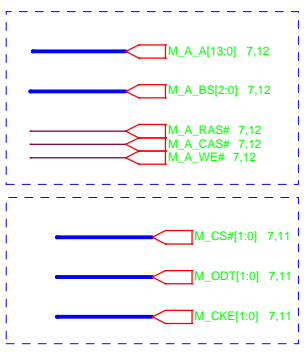 M_A_A[13:0] 7,12
M_A_BS[2:0] 7,12
M_A_RAS# 7,12
M_A_CAS# 7,12
M_A_WE# 7,12
M_CS#[1:0] 7,11
M_ODT[1:0] 7,11
M_CKE[1:0] 7,11